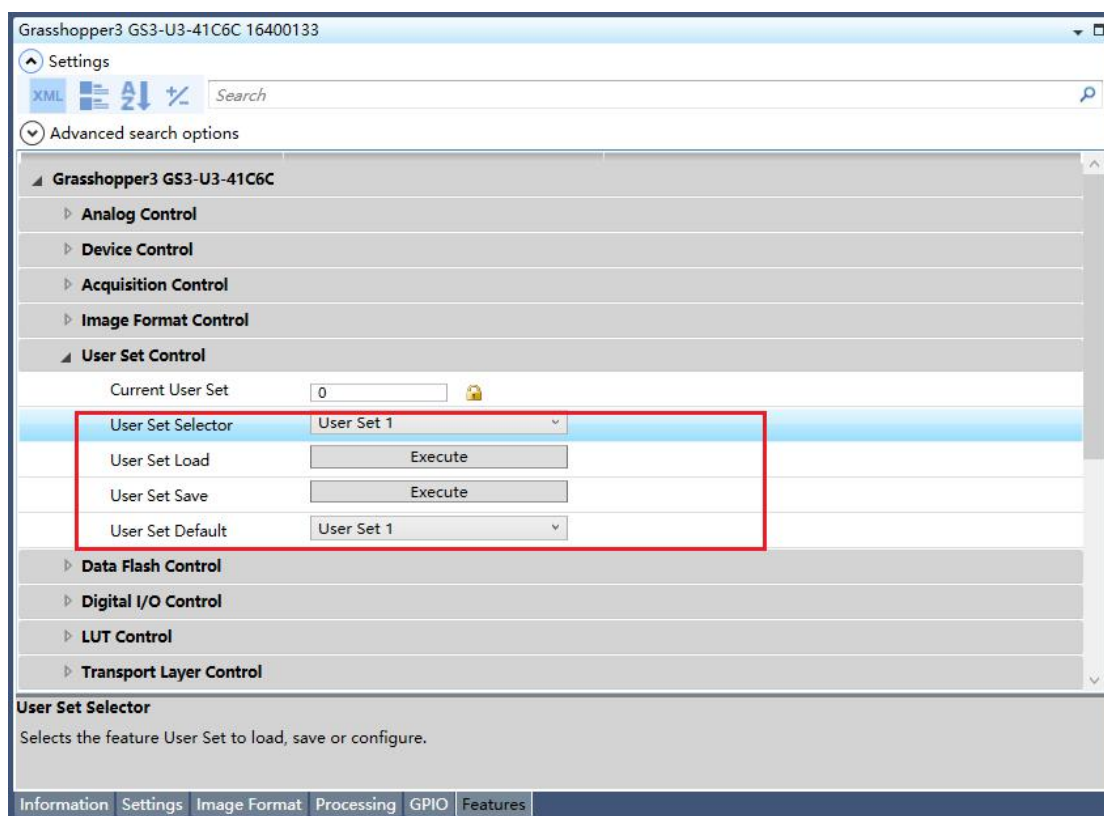 Grasshopper3 GS3-U3-41C6C 16400133
Settings
XML A Z +/- Search
Advanced search options
Grasshopper3 GS3-U3-41C6C
Analog Control
Device Control
Acquisition Control
Image Format Control
User Set Control
Current User Set 0
User Set Selector User Set 1
User Set Load Execute
User Set Save Execute
User Set Default User Set 1
Data Flash Control
Digital I/O Control
LUT Control
Transport Layer Control
User Set Selector
Selects the feature User Set to load, save or configure.
Information Settings Image Format Processing GPIO Features